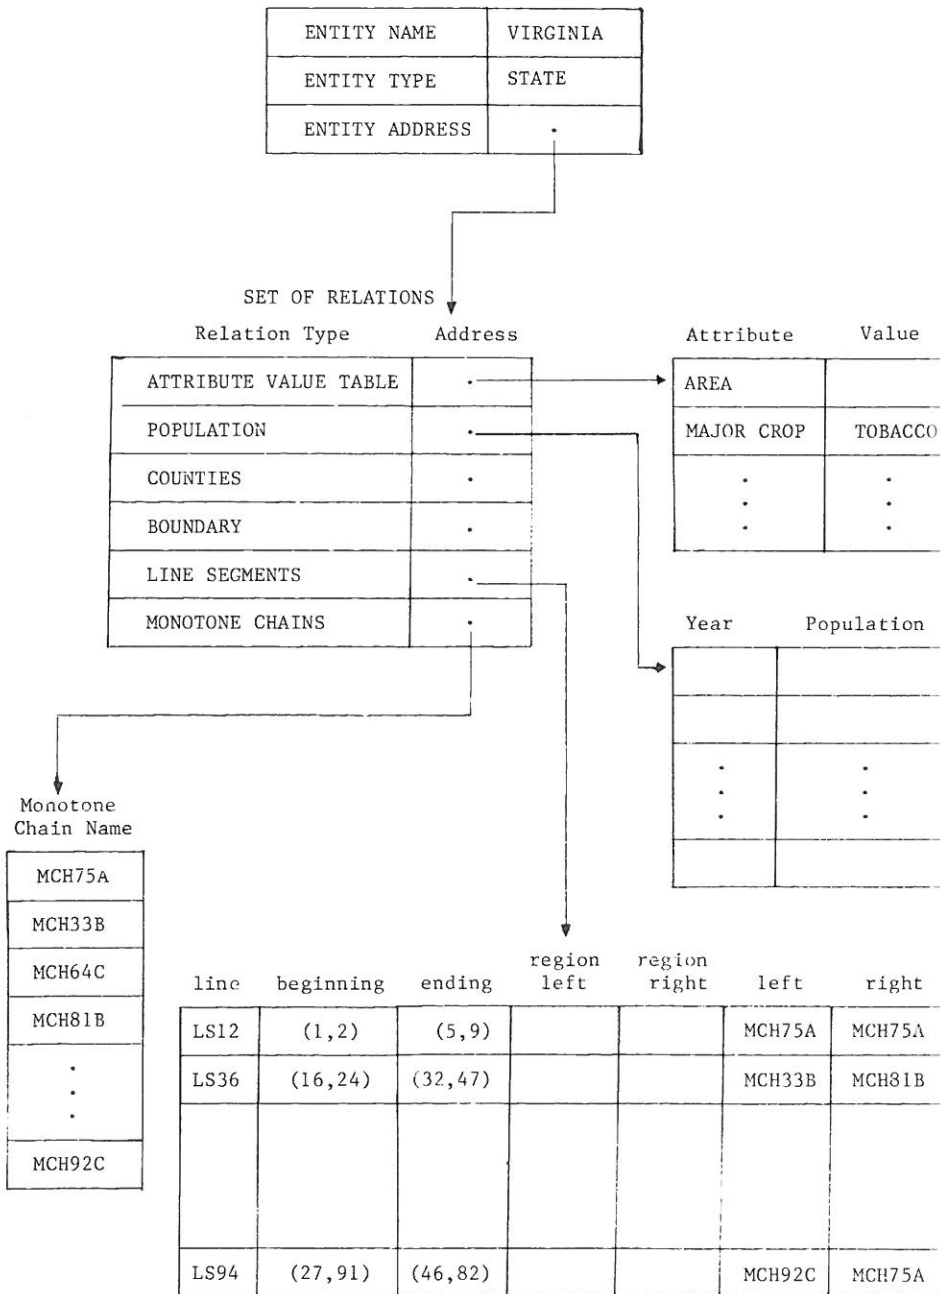 ENTITY NAME VIRGINIA
ENTITY TYPE STATE
ENTITY ADDRESS
SET OF RELATIONS
Relation Type Address
ATTRIBUTE VALUE TABLE
POPULATION
COUNTIES
BOUNDARY
LINE SEGMENTS
MONOTONE CHAINS
Attribute Value
AREA
MAJOR CROP TOBACCO
Year Population
Monotone
Chain Name
MCH75A
MCH33B
MCH64C
MCH81B
MCH92C
line beginning ending region left region right left right
LS12 (1,2) (5,9) MCH75A MCH75A
LS36 (16,24) (32,47) MCH33B MCH81B
LS94 (27,91) (46,82) MCH92C MCH75A